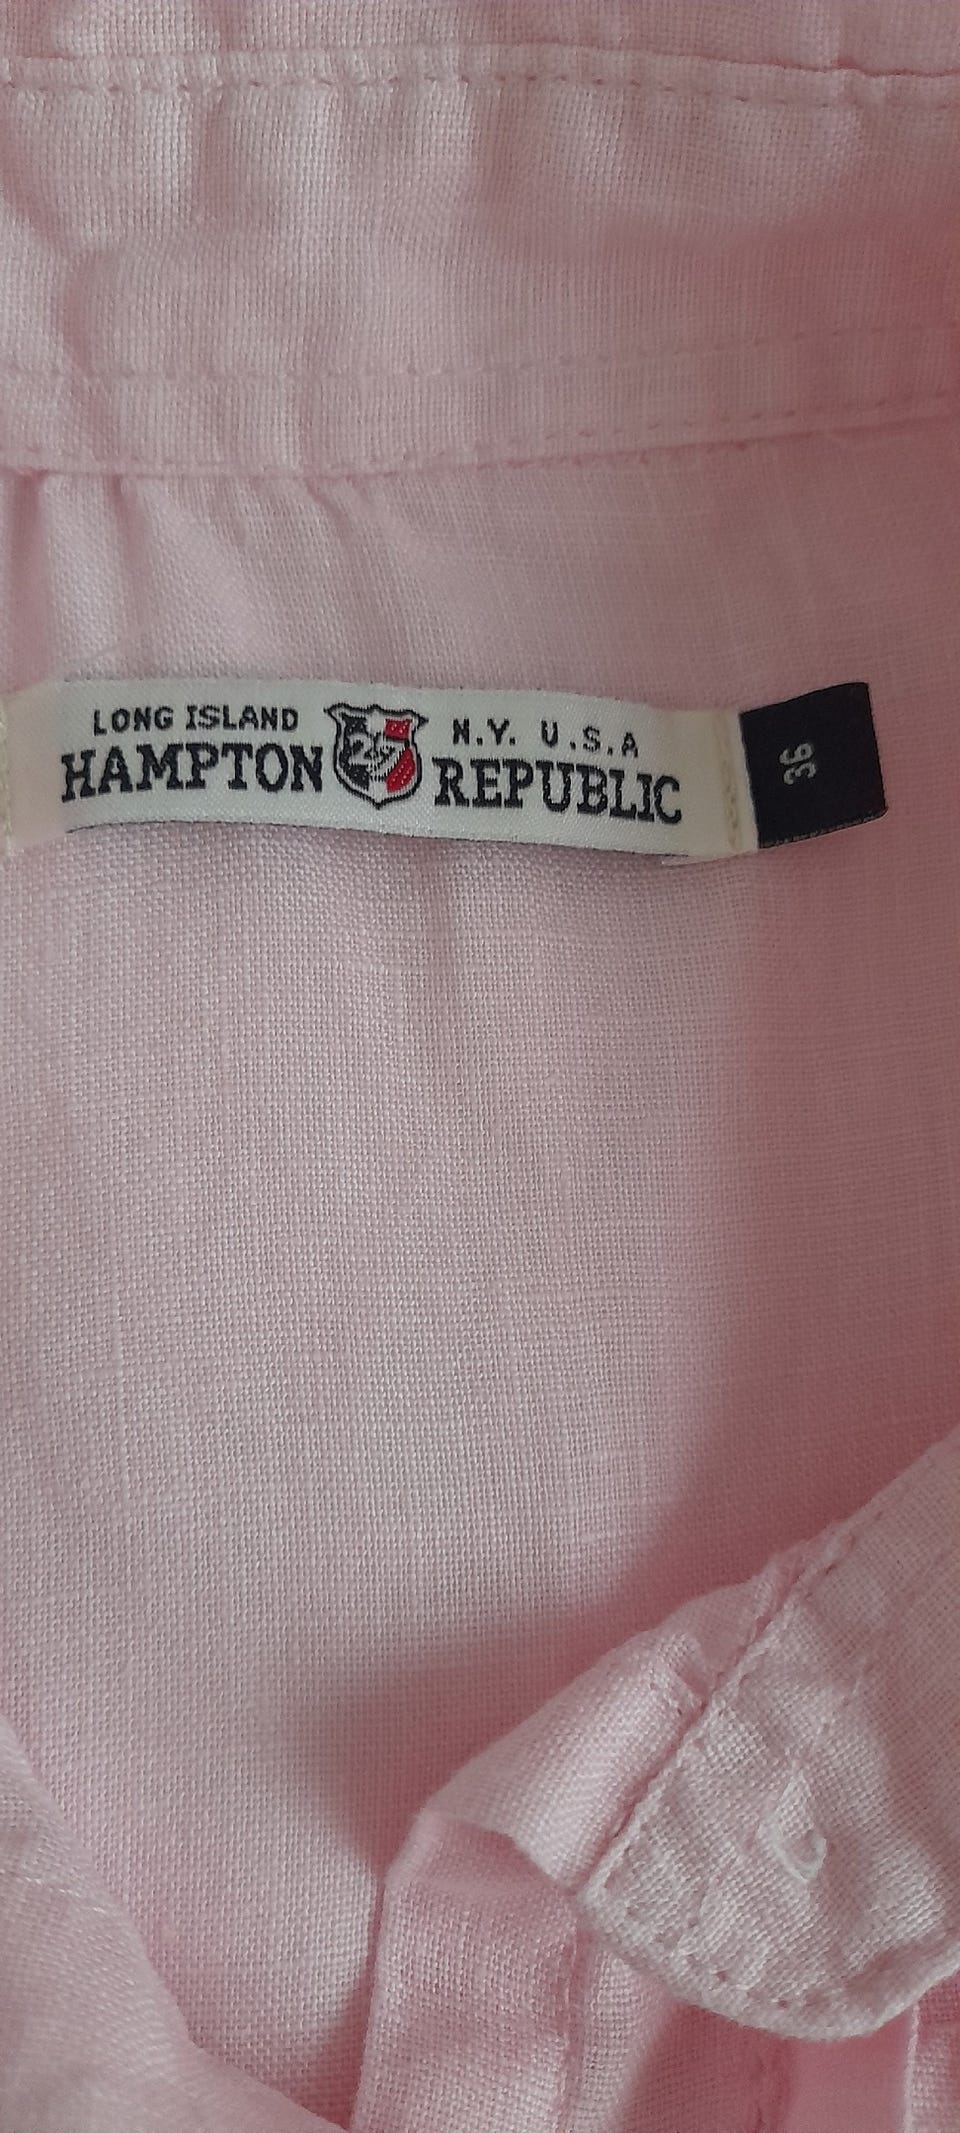 LONG ISLAND N.Y. U.S.A
HAMPTON REPUBLIC
36